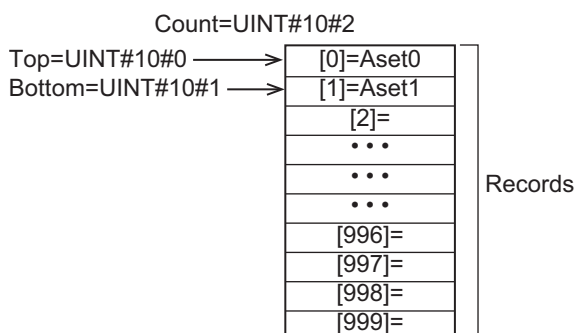 Count=UINT#10#2
Top=UINT#10#0
[0]=Aset0
Bottom=UINT#10#1
[1]=Aset1
[2]=
•••
•••
•••
Records
[996]=
[997]=
[998]=
[999]=